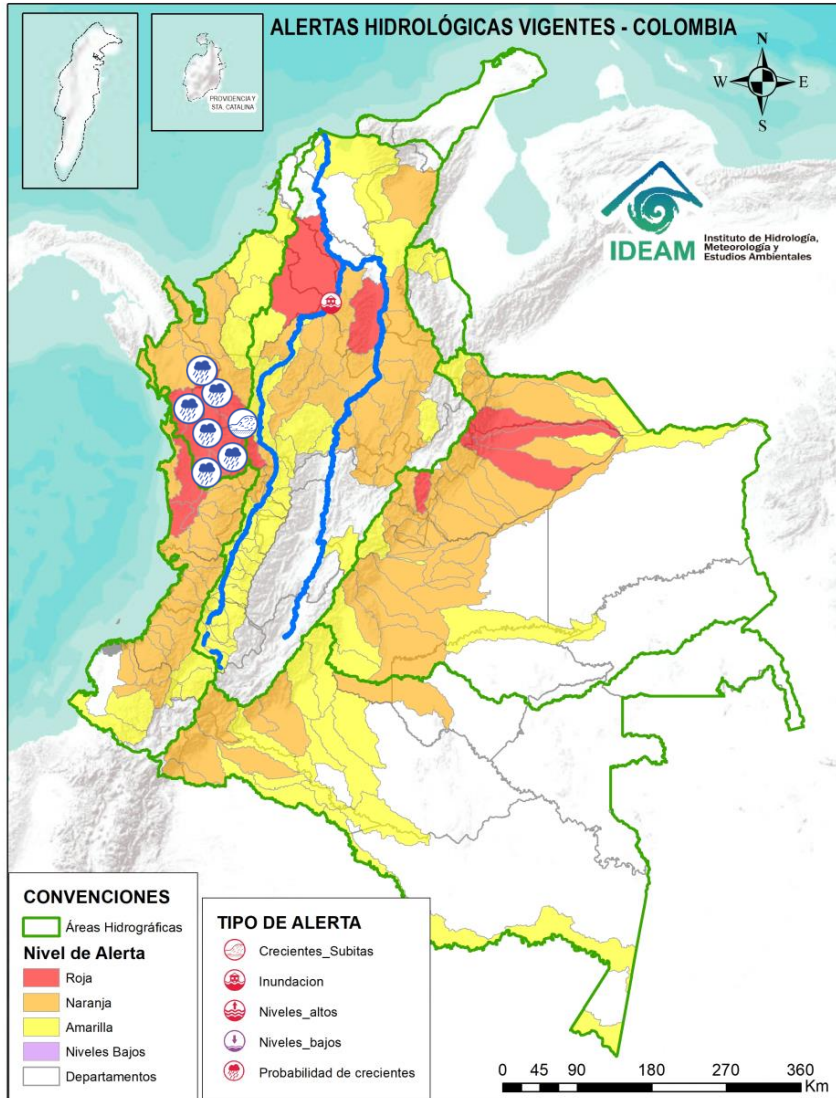 ALERTAS HIDROLÓGICAS VIGENTES - COLOMBIA
PROVIDENCIA Y
STA. CATALINA
N
W
E
S
IDEAM
Instituto de Hidrología,
Meteorología y
Estudios Ambientales
CONVENCIONES
Áreas Hidrográficas
Nivel de Alerta
Roja
Naranja
Amarilla
Niveles Bajos
Departamentos
TIPO DE ALERTA
Crecientes_Subitas
Inundacion
Niveles_altos
Niveles_bajos
Probabilidad de crecientes
0 45 90 180 270 360
Km